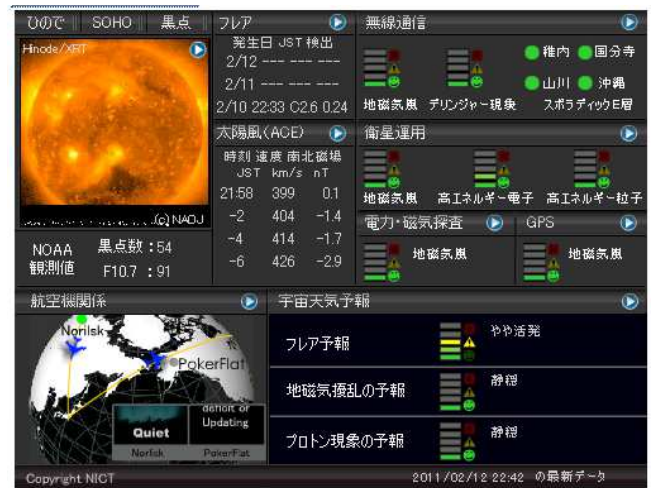 ひので SOHO 黒点
Hinode/XRT
(c) NAOJ
NOAA
観測値
黒点数 : 54
F10.7 : 91
フレア
発生日 JST 検出
2/12 --- --- ---
2/11 --- --- ---
2/10 22:33 C2.6 0.24
太陽風(ACE)
時刻 速度 南北磁場
JST km/s nT
21:58 399 0.1
-2 404 -1.4
-4 414 -1.7
-6 426 -2.9
無線通信
地磁気嵐 デリンジャー現象
稚内 国分寺
山川 沖縄
スポラディックE層
衛星運用
地磁気嵐 高エネルギー電子 高エネルギー粒子
電力・磁気探査
地磁気嵐
GPS
地磁気嵐
航空機関係
Norilsk
PokerFlat
Quiet
Norilsk
Updating
PokerFlat
宇宙天気予報
フレア予報 やや活発
地磁気擾乱の予報 静穏
プロトン現象の予報 静穏
Copyright NICT
2011/02/12 22:42 の最新データ